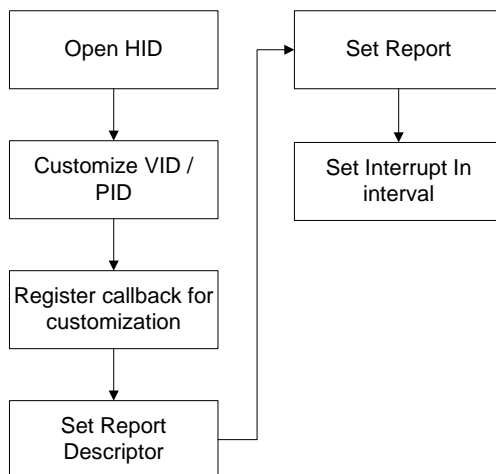 Open HID
Customize VID /
PID
Register callback for
customization
Set Report
Descriptor
Set Report
Set Interrupt In
interval